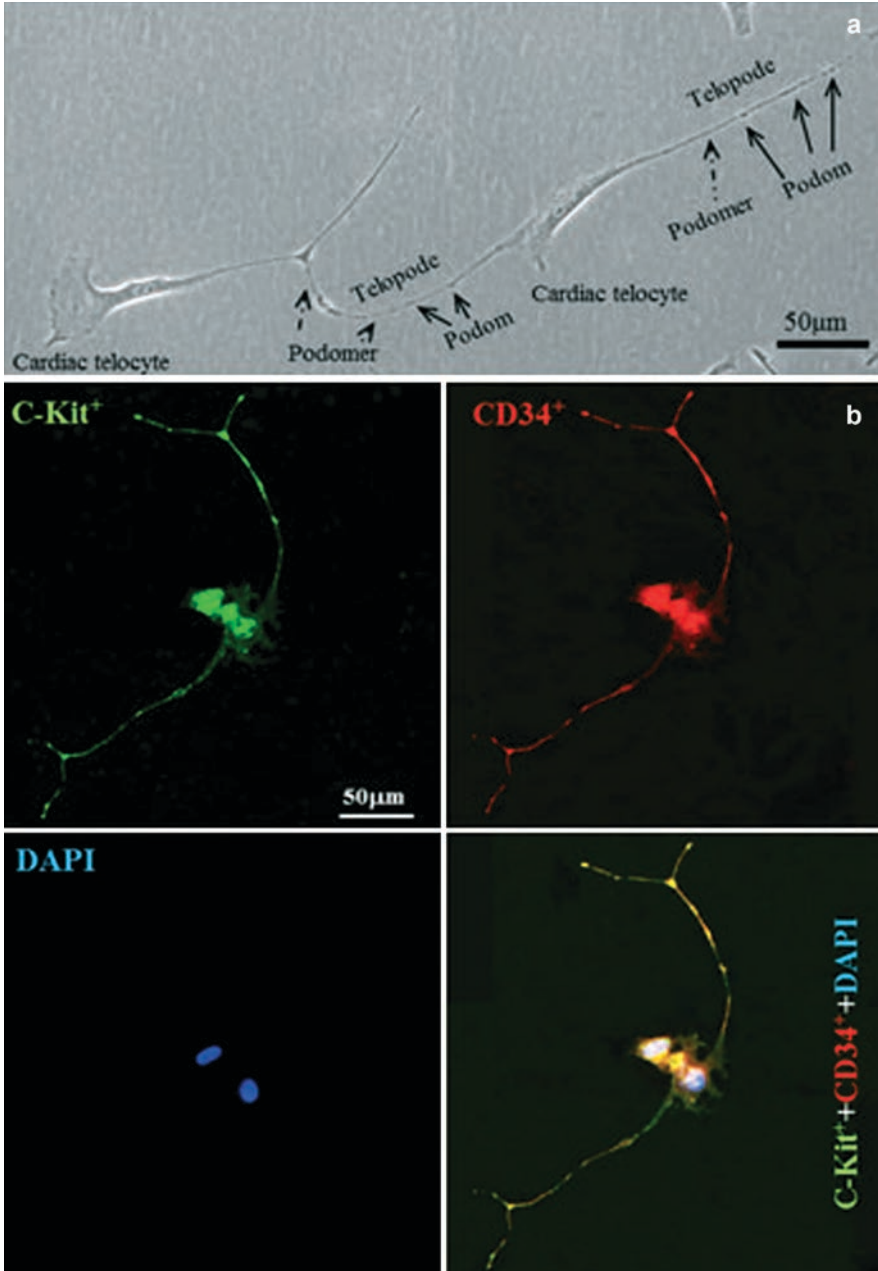 a
Telopode
Podom
Podomer
Telopode
Cardiac telocyte
Podom
Podomer
Cardiac telocyte
50μm
C-Kit⁺
50μm
CD34⁺
b
DAPI
C-Kit⁺+CD34⁺+DAPI